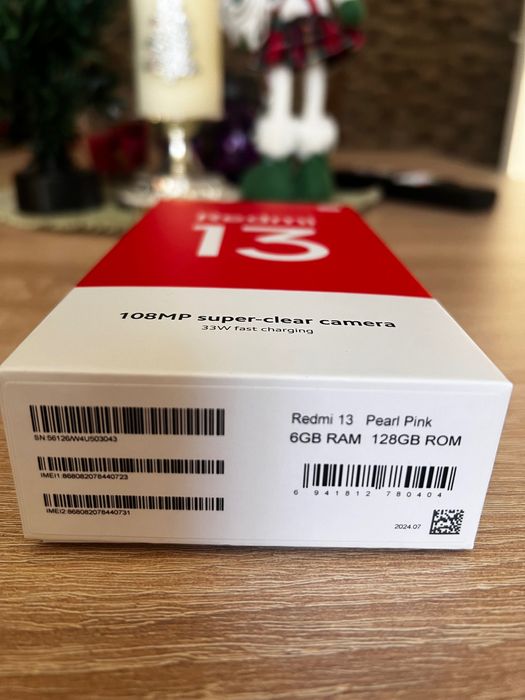 Redmi
13
108MP super-clear camera
33W fast charging
SN:56126/W4U503043
IMEI1:868082078440723
IMEI2:868082078440731
Redmi 13 Pearl Pink
6GB RAM 128GB ROM
6 941812 780404
2024.07